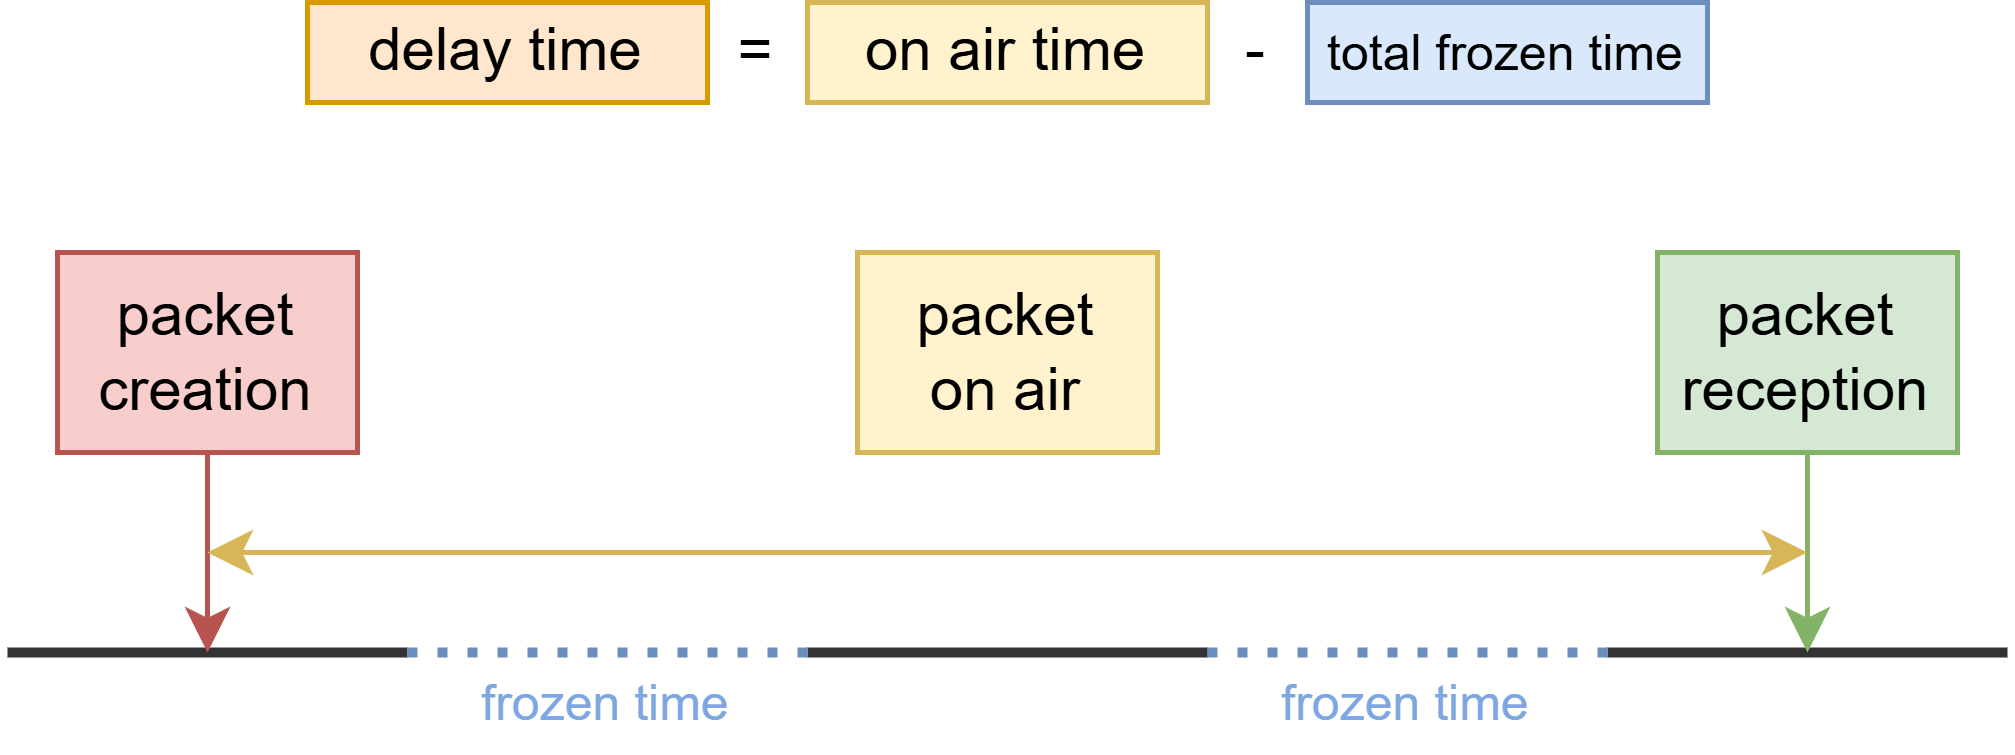 delay time = on air time - total frozen time
packet
creation
packet
on air
packet
reception
frozen time
frozen time